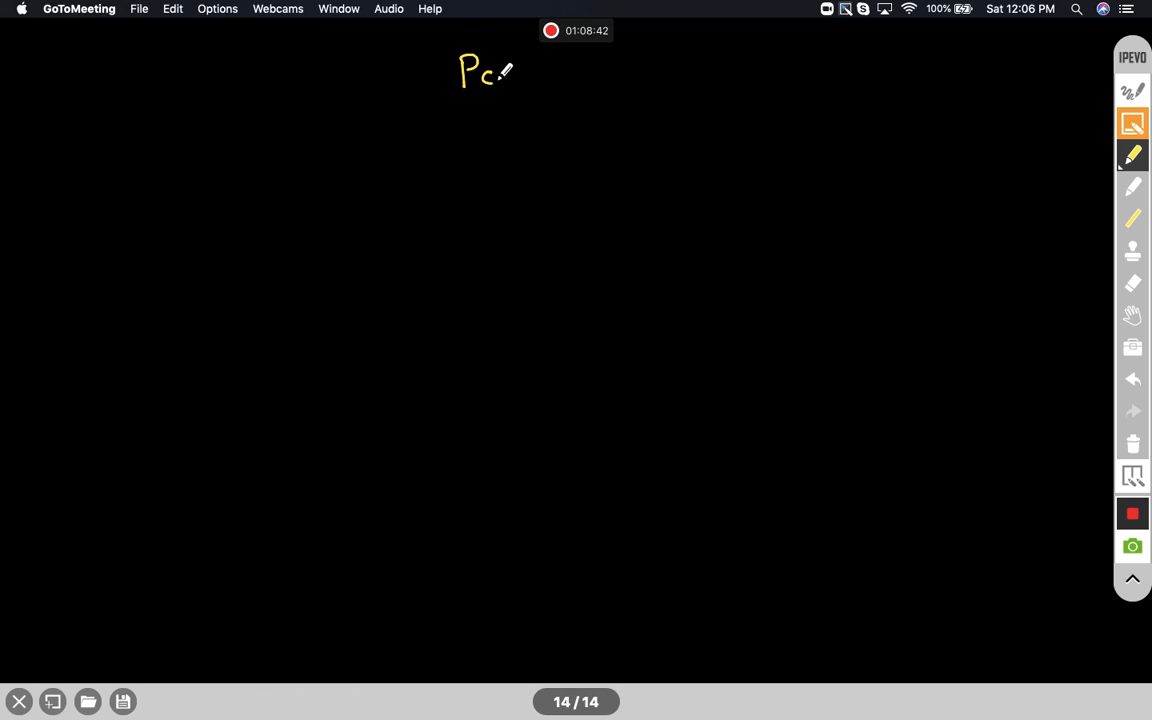 GoToMeeting File Edit Options Webcams Window Audio Help 100% Sat 12:06 PM
01:08:42
IPEVO
Pc
14 / 14